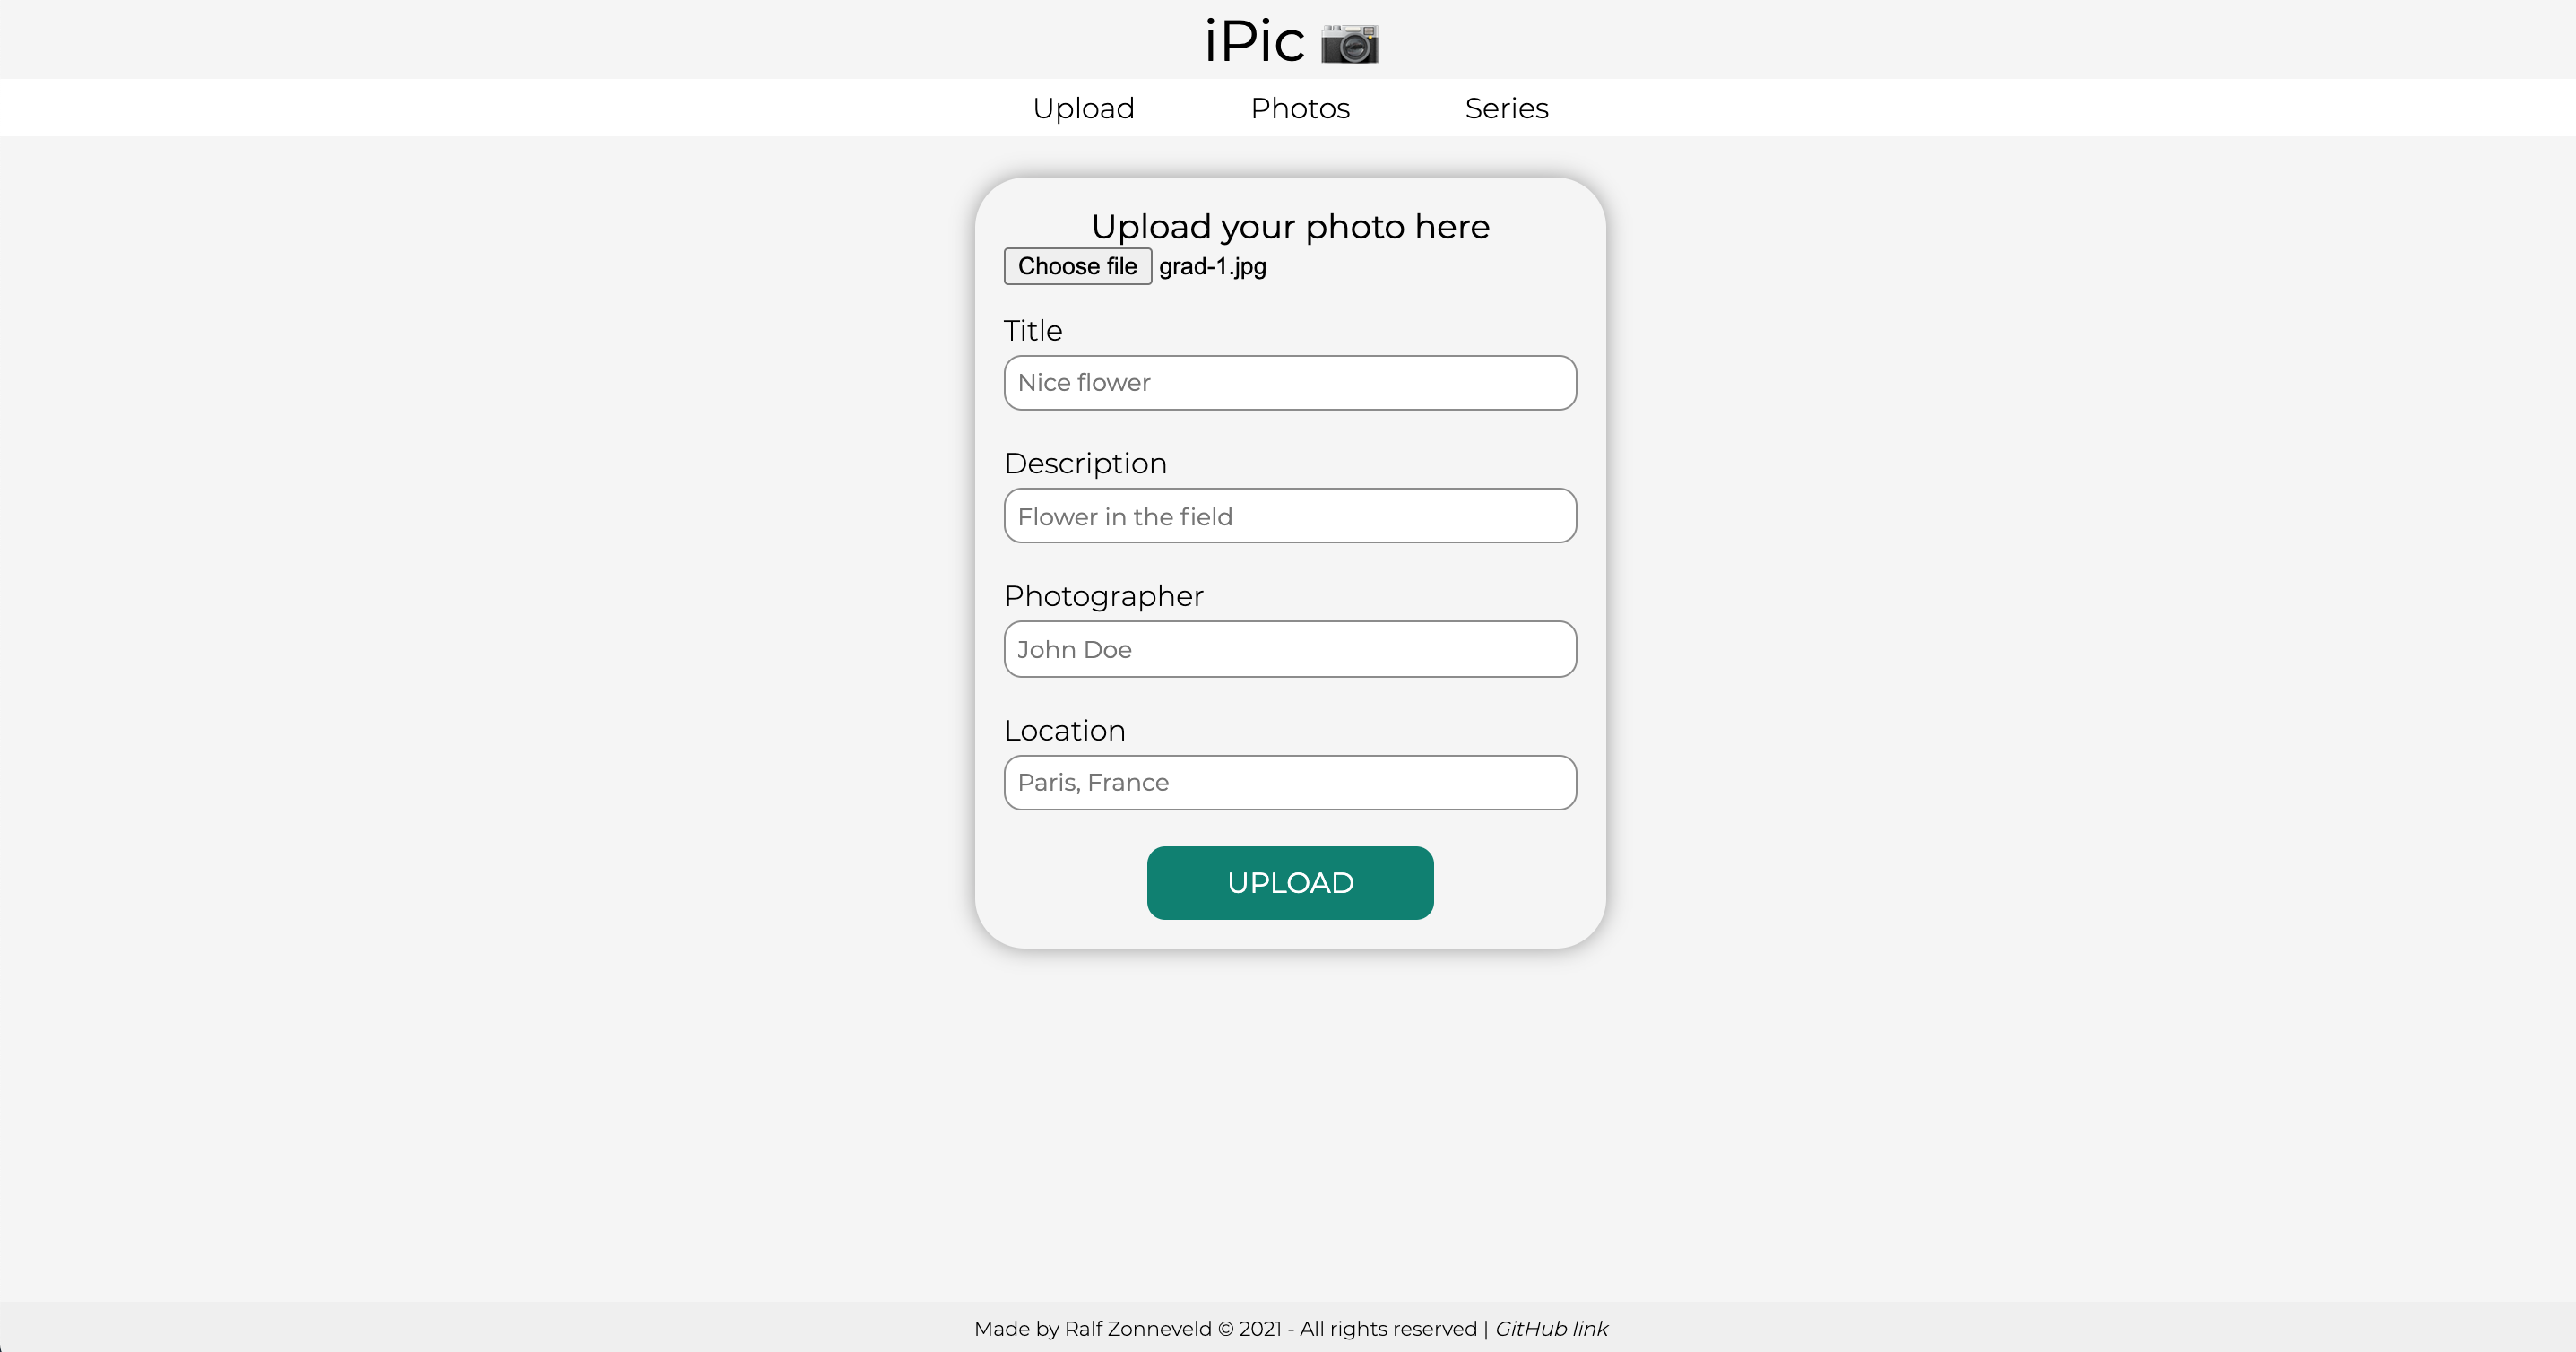 iPic
Upload Photos Series
Upload your photo here
Choose file grad-1.jpg
Title
Nice flower
Description
Flower in the field
Photographer
John Doe
Location
Paris, France
UPLOAD
Made by Ralf Zonneveld © 2021 - All rights reserved | GitHub link